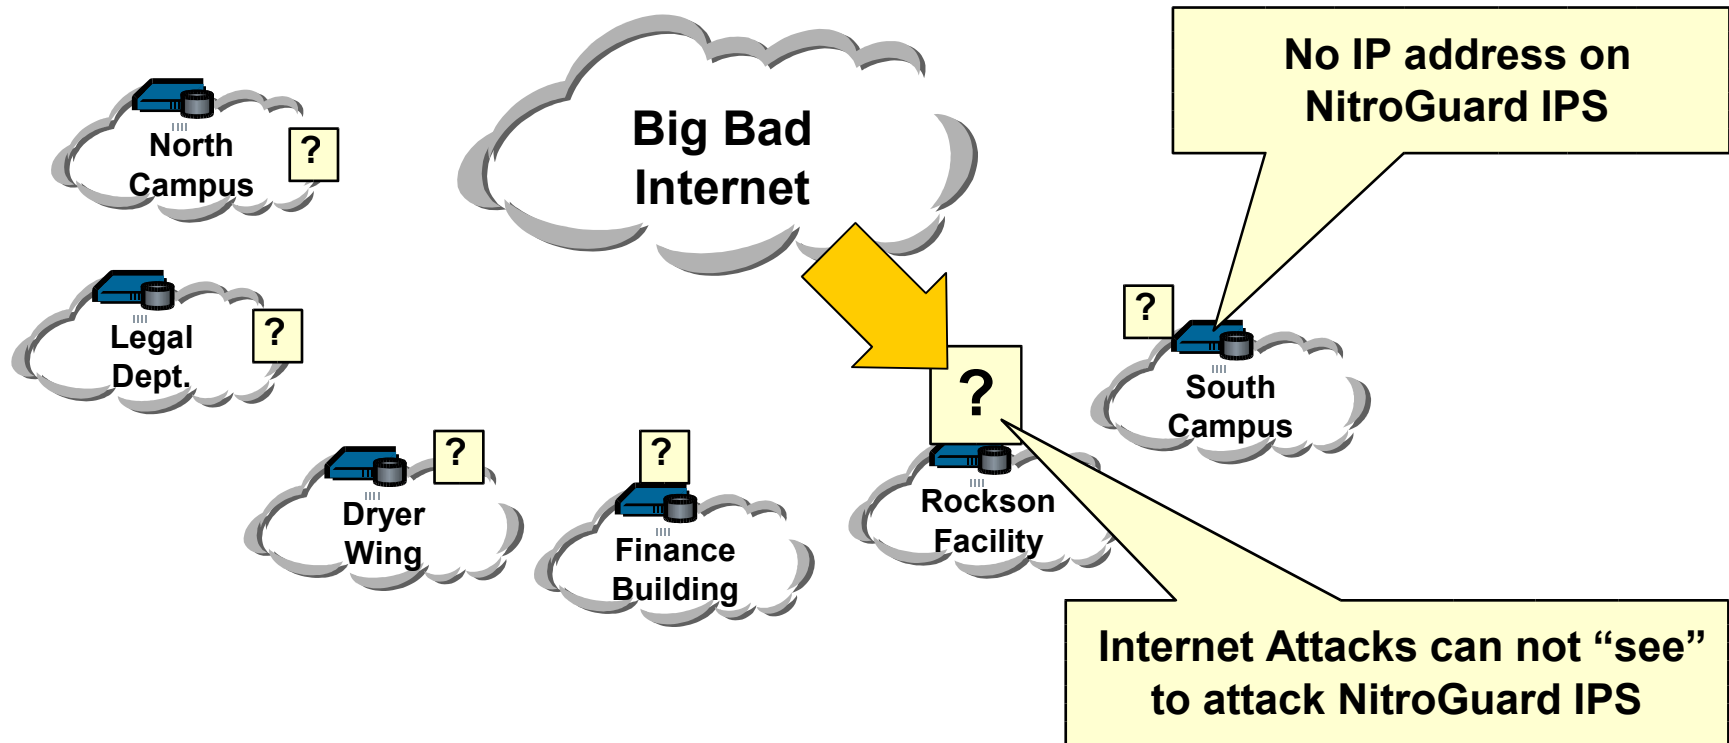 No IP address on
NitroGuard IPS
Big Bad
Internet
North
Campus
?
Legal
Dept.
?
?
South
Campus
?
Rockson
Facility
?
Dryer
Wing
?
Finance
Building
Internet Attacks can not “see”
to attack NitroGuard IPS